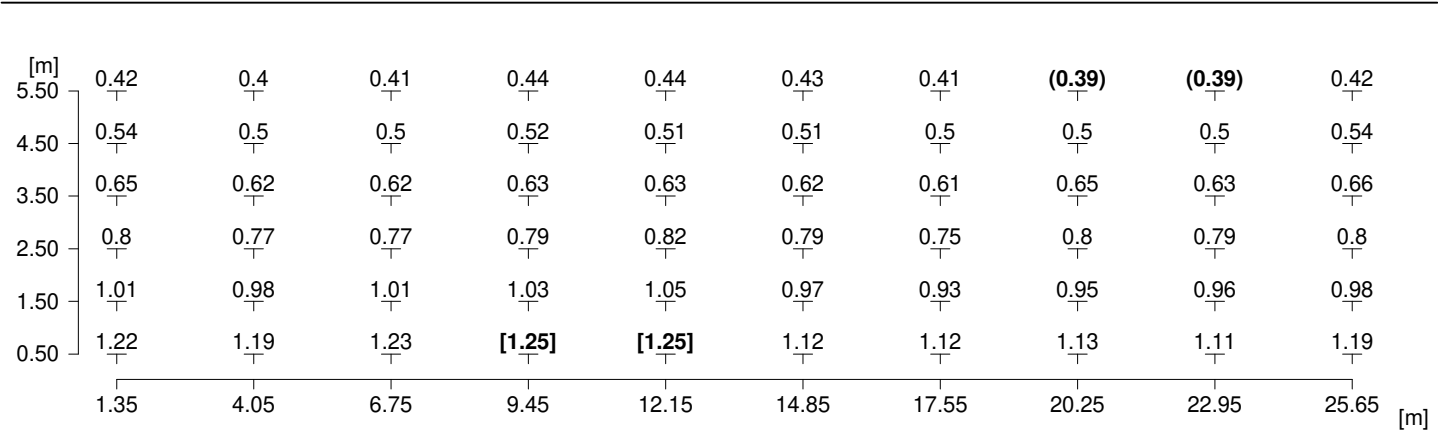 [m]
5.50 0.42 0.4 0.41 0.44 0.44 0.43 0.41 (0.39) (0.39) 0.42
4.50 0.54 0.5 0.5 0.52 0.51 0.51 0.5 0.5 0.5 0.54
3.50 0.65 0.62 0.62 0.63 0.63 0.62 0.61 0.65 0.63 0.66
2.50 0.8 0.77 0.77 0.79 0.82 0.79 0.75 0.8 0.79 0.8
1.50 1.01 0.98 1.01 1.03 1.05 0.97 0.93 0.95 0.96 0.98
0.50 1.22 1.19 1.23 [1.25] [1.25] 1.12 1.12 1.13 1.11 1.19
1.35 4.05 6.75 9.45 12.15 14.85 17.55 20.25 22.95 25.65
[m]